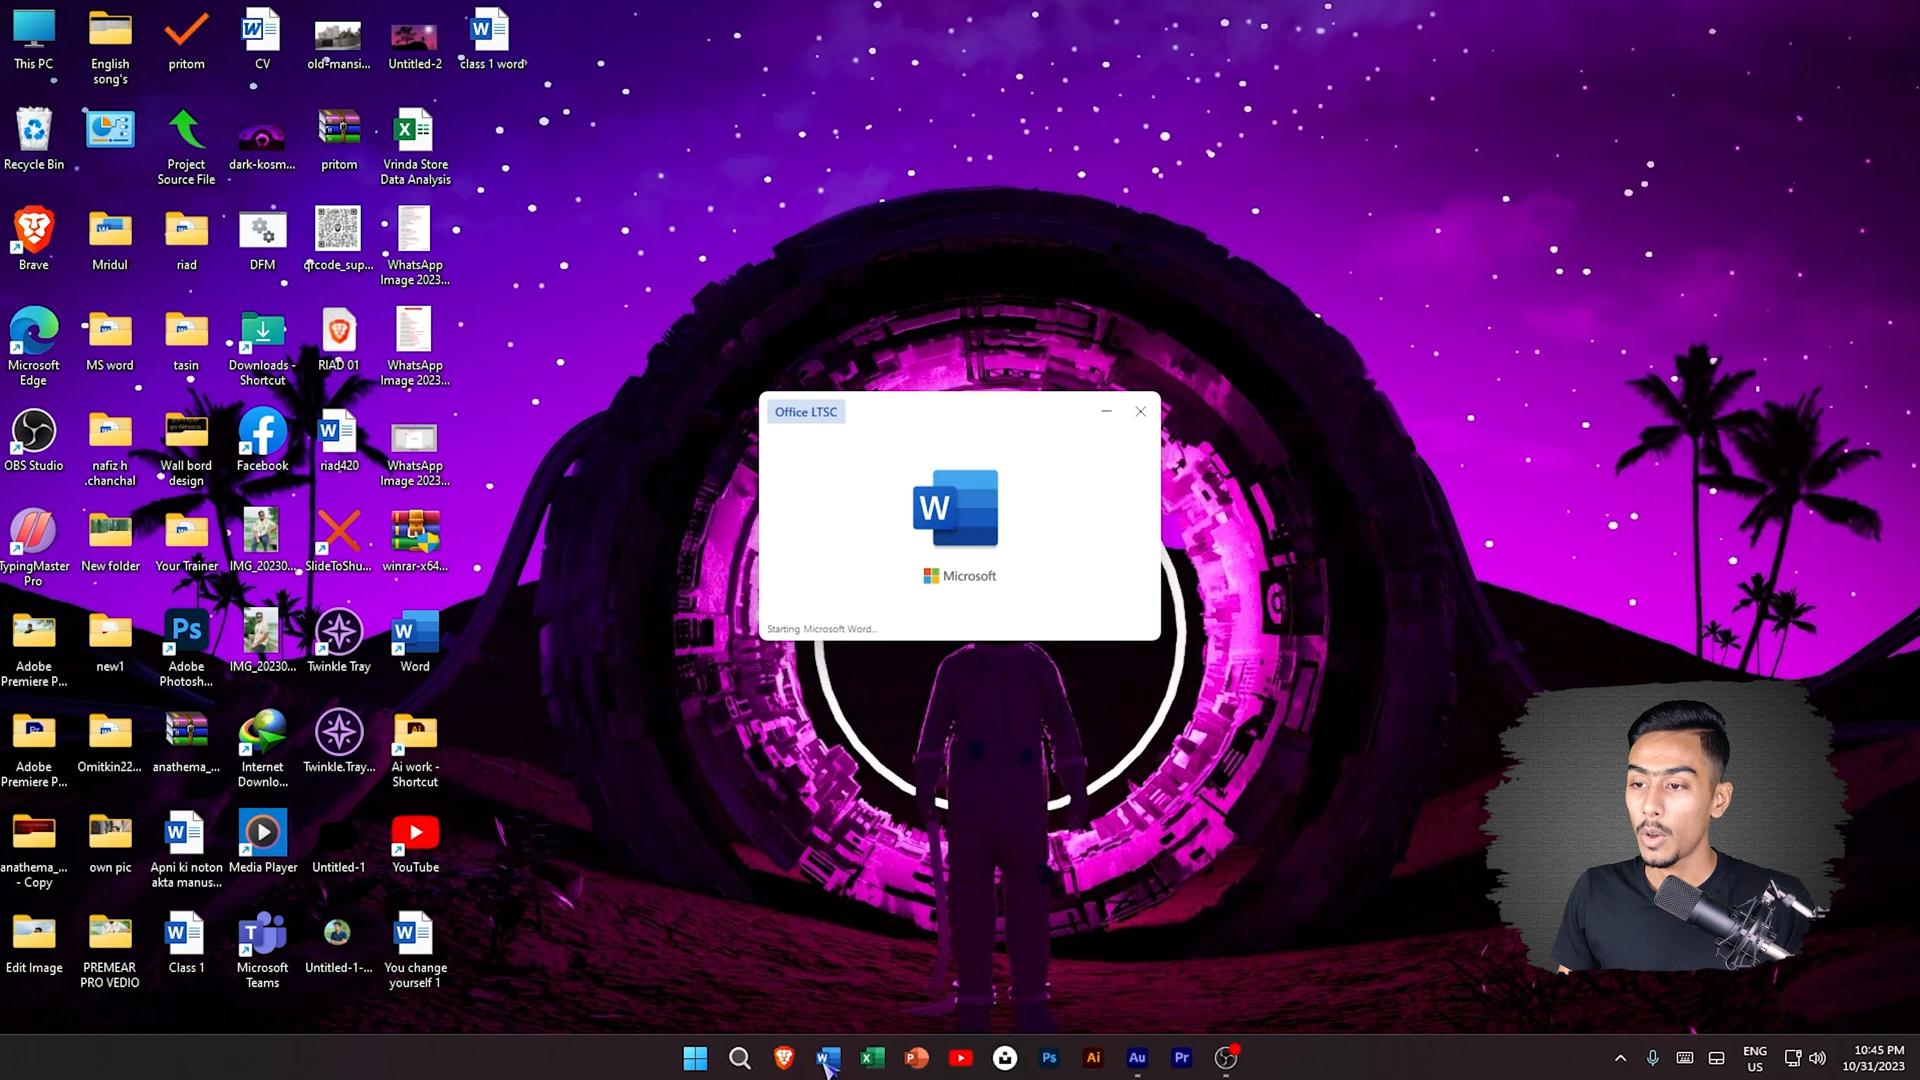 This PC
English
song's
pritom
CV
old-mansi...
Untitled-2
class 1 word
Recycle Bin
Project
Source File
dark-kosm...
pritom
Vrinda Store
Data Analysis
Brave
Mridul
riad
DFM
qrcode_sup...
WhatsApp
Image 2023...
Microsoft
Edge
MS word
tasin
Downloads -
Shortcut
RIAD 01
WhatsApp
Image 2023...
OBS Studio
nafiz h
.chanchal
Wall bord
design
Facebook
riad420
WhatsApp
Image 2023...
TypingMaster
Pro
New folder
Your Trainer
IMG_20230...
SlideToShu...
winrar-x64...
Adobe
Premiere P...
new1
Ps
Adobe
Photosh...
IMG_20230...
Twinkle Tray
Word
Adobe
Premiere P...
Omitkin22...
anathema_...
Internet
Downlo...
Twinkle.Tray...
Ai work -
Shortcut
anathema_...
- Copy
own pic
Apni ki noton
akta manus...
Media Player
Untitled-1
YouTube
Edit Image
PREMEAR
PRO VEDIO
Class 1
Microsoft
Teams
Untitled-1-...
You change
yourself 1
Office LTSC
W
Microsoft
Starting Microsoft Word...
Ps
Ai
Au
Pr
ENG
US
10:45 PM
10/31/2023